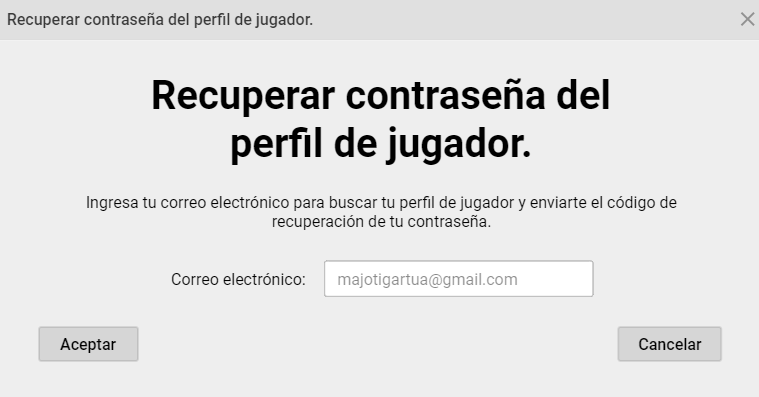 Recuperar contraseña del perfil de jugador.
Recuperar contraseña del
perfil de jugador.
Ingresa tu correo electrónico para buscar tu perfil de jugador y enviarte el código de
recuperación de tu contraseña.
Correo electrónico: majotigartua@gmail.com
Aceptar Cancelar